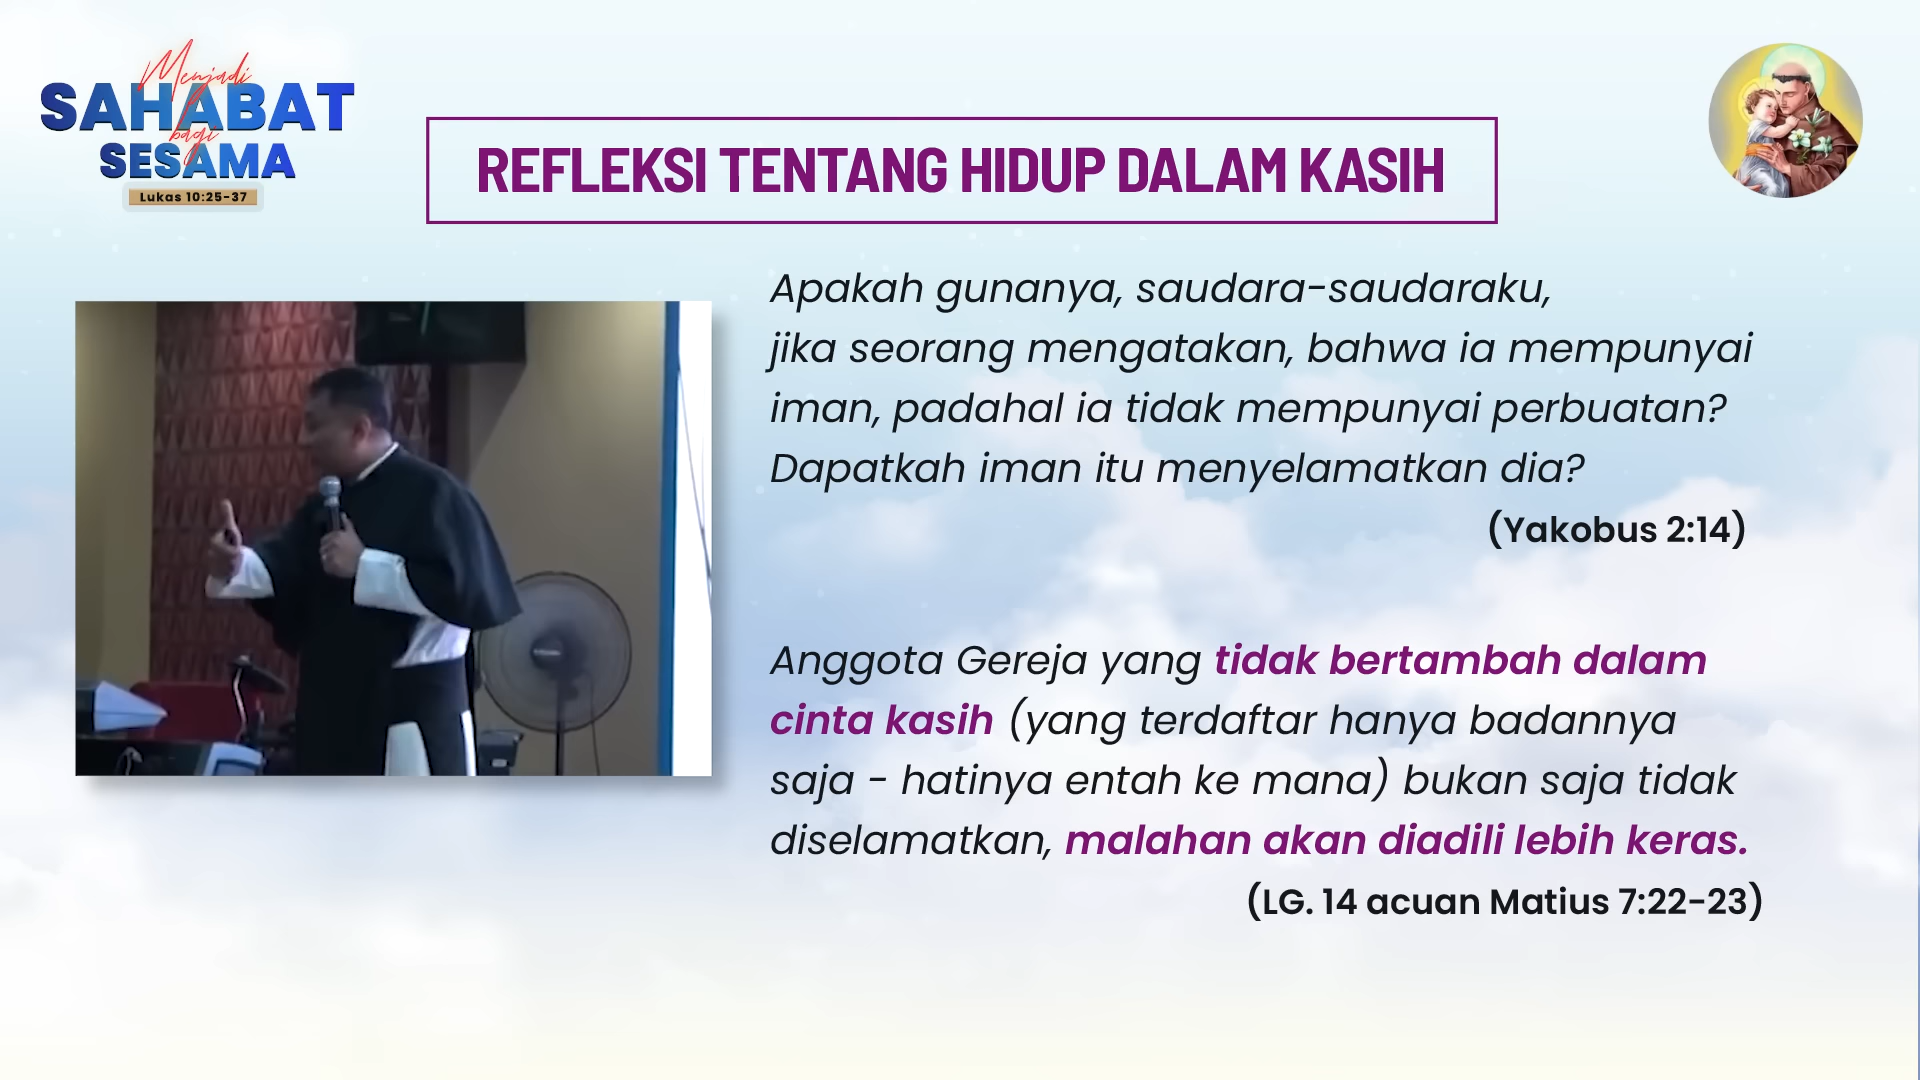 Menjadi
SAHABAT
bagi
SESAMA
Lukas 10:25-37
REFLEKSI TENTANG HIDUP DALAM KASIH
Apakah gunanya, saudara-saudaraku,
jika seorang mengatakan, bahwa ia mempunyai
iman, padahal ia tidak mempunyai perbuatan?
Dapatkah iman itu menyelamatkan dia?
(Yakobus 2:14)
Anggota Gereja yang tidak bertambah dalam
cinta kasih (yang terdaftar hanya badannya
saja - hatinya entah ke mana) bukan saja tidak
diselamatkan, malahan akan diadili lebih keras.
(LG. 14 acuan Matius 7:22-23)